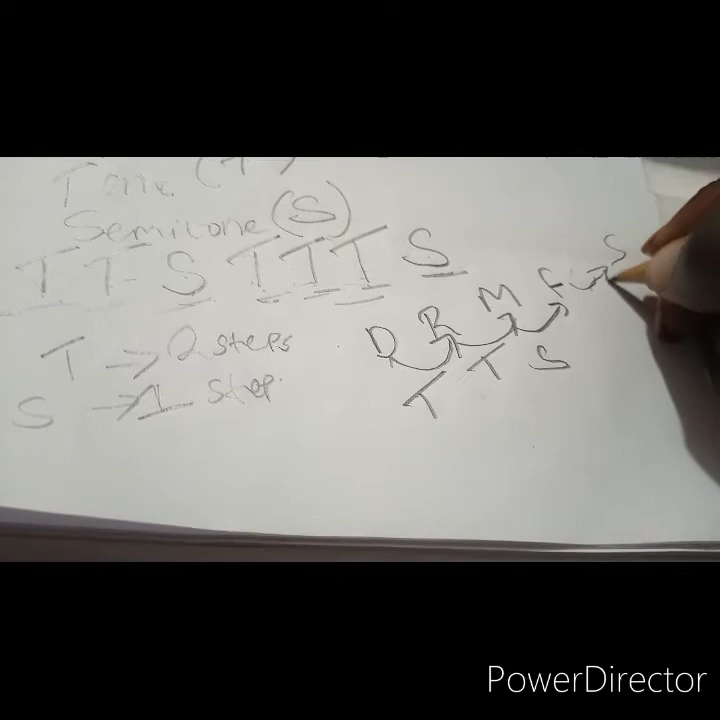 Tone (T)
Semitone (S)
T T S T T T S
T → 2 steps
S → 1 step.
D R M F S
T T S
PowerDirector